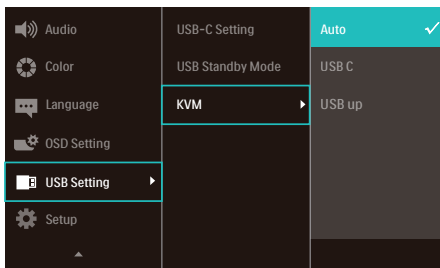 Audio
Color
Language
OSD Setting
USB Setting
Setup
USB-C Setting
USB Standby Mode
KVM
Auto
USB C
USB up